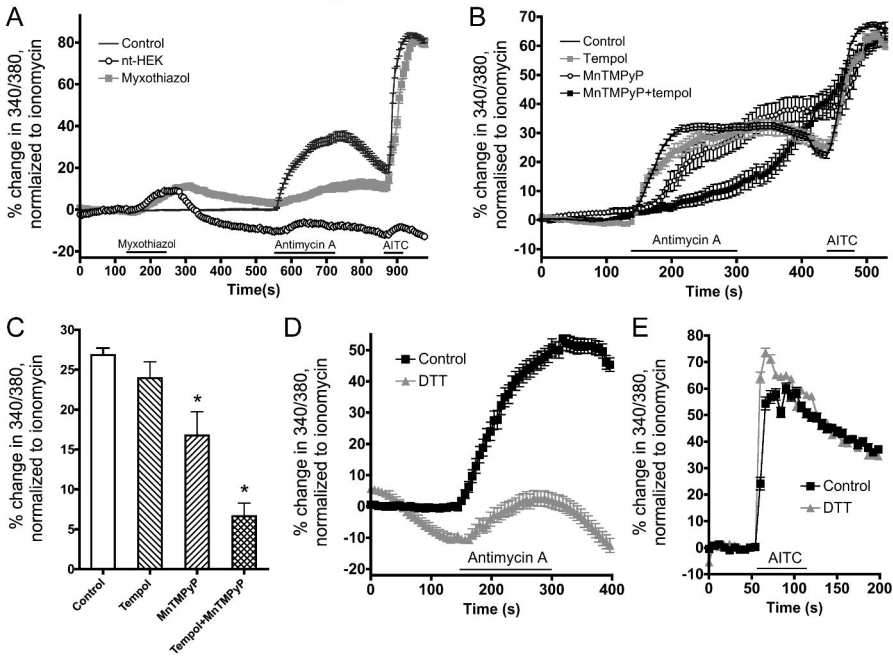 A
% change in 340/380,
normlaized to ionomycin
80
60
40
20
0
-20
Control
nt-HEK
Myxothiazol
Myxothiazol
Antimycin A
AITC
0 100 200 300 400 500 600 700 800 900
Time(s)
B
% change in 340/380,
normalised to ionomycin
70
60
50
40
30
20
10
0
-10
Control
Tempol
MnTMPyP
MnTMPyP+tempol
Antimycin A
AITC
0 100 200 300 400 500
Time (s)
C
% change in 340/380,
normalized to ionomycin
30
25
20
15
10
5
0
*
*
Control
Tempol
MnTMPyP
Tempol+MnTMPyP
D
% change in 340/380,
normalized to ionomycin
60
50
40
30
20
10
0
-10
-20
Control
DTT
Antimycin A
0 100 200 300 400
Time (s)
E
% change in 340/380,
normalized to ionomycin
80
70
60
50
40
30
20
10
0
-10
Control
DTT
AITC
0 50 100 150 200
Time (s)